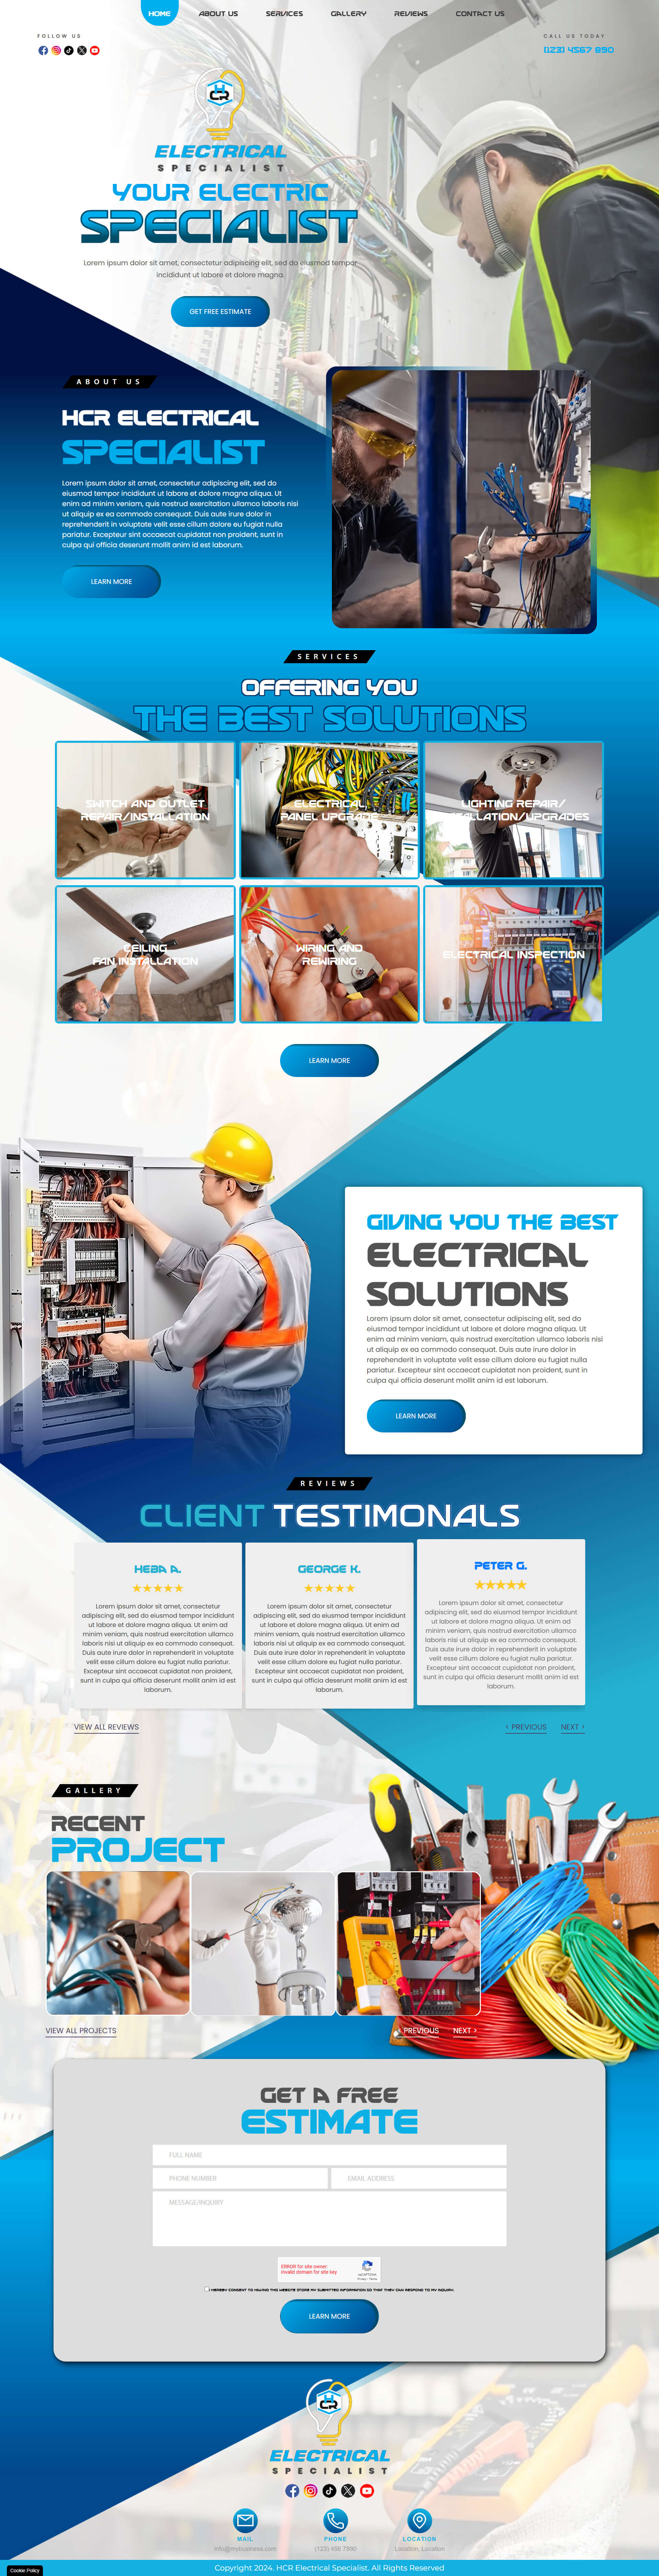 HOME
ABOUT US
SERVICES
GALLERY
REVIEWS
CONTACT US
FOLLOW US
CALL US TODAY
(123) 4567 890
HCR
ELECTRICAL
SPECIALIST
YOUR ELECTRIC
SPECIALIST
Lorem ipsum dolor sit amet, consectetur adipiscing elit, sed do eiusmod tempor
incididunt ut labore et dolore magna.
GET FREE ESTIMATE
ABOUT US
HCR ELECTRICAL
SPECIALIST
Lorem ipsum dolor sit amet, consectetur adipiscing elit, sed do
eiusmod tempor incididunt ut labore et dolore magna aliqua. Ut
enim ad minim veniam, quis nostrud exercitation ullamco laboris nisi
ut aliquip ex ea commodo consequat. Duis aute irure dolor in
reprehenderit in voluptate velit esse cillum dolore eu fugiat nulla
pariatur. Excepteur sint occaecat cupidatat non proident, sunt in
culpa qui officia deserunt mollit anim id est laborum.
LEARN MORE
SERVICES
OFFERING YOU
THE BEST SOLUTIONS
SWITCH AND OUTLET
REPAIR/INSTALLATION
ELECTRICAL
PANEL UPGRADE
LIGHTING REPAIR/
INSTALLATION/UPGRADES
CEILING
FAN INSTALLATION
WIRING AND
REWIRING
ELECTRICAL INSPECTION
LEARN MORE
GIVING YOU THE BEST
ELECTRICAL
SOLUTIONS
Lorem ipsum dolor sit amet, consectetur adipiscing elit, sed do
eiusmod tempor incididunt ut labore et dolore magna aliqua. Ut
enim ad minim veniam, quis nostrud exercitation ullamco laboris nisi
ut aliquip ex ea commodo consequat. Duis aute irure dolor in
reprehenderit in voluptate velit esse cillum dolore eu fugiat nulla
pariatur. Excepteur sint occaecat cupidatat non proident, sunt in
culpa qui officia deserunt mollit anim id est laborum.
LEARN MORE
REVIEWS
CLIENT TESTIMONALS
HEBA A.
Lorem ipsum dolor sit amet, consectetur
adipiscing elit, sed do eiusmod tempor incididunt
ut labore et dolore magna aliqua. Ut enim ad
minim veniam, quis nostrud exercitation ullamco
laboris nisi ut aliquip ex ea commodo consequat.
Duis aute irure dolor in reprehenderit in voluptate
velit esse cillum dolore eu fugiat nulla pariatur.
Excepteur sint occaecat cupidatat non proident,
sunt in culpa qui officia deserunt mollit anim id est
laborum.
GEORGE K.
Lorem ipsum dolor sit amet, consectetur
adipiscing elit, sed do eiusmod tempor incididunt
ut labore et dolore magna aliqua. Ut enim ad
minim veniam, quis nostrud exercitation ullamco
laboris nisi ut aliquip ex ea commodo consequat.
Duis aute irure dolor in reprehenderit in voluptate
velit esse cillum dolore eu fugiat nulla pariatur.
Excepteur sint occaecat cupidatat non proident,
sunt in culpa qui officia deserunt mollit anim id est
laborum.
PETER G.
Lorem ipsum dolor sit amet, consectetur
adipiscing elit, sed do eiusmod tempor incididunt
ut labore et dolore magna aliqua. Ut enim ad
minim veniam, quis nostrud exercitation ullamco
laboris nisi ut aliquip ex ea commodo consequat.
Duis aute irure dolor in reprehenderit in voluptate
velit esse cillum dolore eu fugiat nulla pariatur.
Excepteur sint occaecat cupidatat non proident,
sunt in culpa qui officia deserunt mollit anim id est
laborum.
VIEW ALL REVIEWS
< PREVIOUS
NEXT >
GALLERY
RECENT
PROJECT
VIEW ALL PROJECTS
< PREVIOUS
NEXT >
GET A FREE
ESTIMATE
FULL NAME
PHONE NUMBER
EMAIL ADDRESS
MESSAGE/INQUIRY
ERROR for site owner:
Invalid domain for site key
reCAPTCHA
Privacy - Terms
I HEREBY CONSENT TO HAVING THIS WEBSITE STORE MY SUBMITTED INFORMATION SO THAT THEY CAN RESPOND TO MY INQUIRY.
LEARN MORE
HCR
ELECTRICAL
SPECIALIST
MAIL
info@mybusiness.com
PHONE
(123) 456 7890
LOCATION
Location, Location
Copyright 2024. HCR Electrical Specialist. All Rights Reserved
Cookie Policy